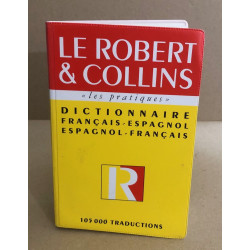 LE ROBERT
& COLLINS
«les pratiques»
DICTIONNAIRE
FRANÇAIS-ESPAGNOL
ESPAGNOL-FRANÇAIS
R
105 000 TRADUCTIONS